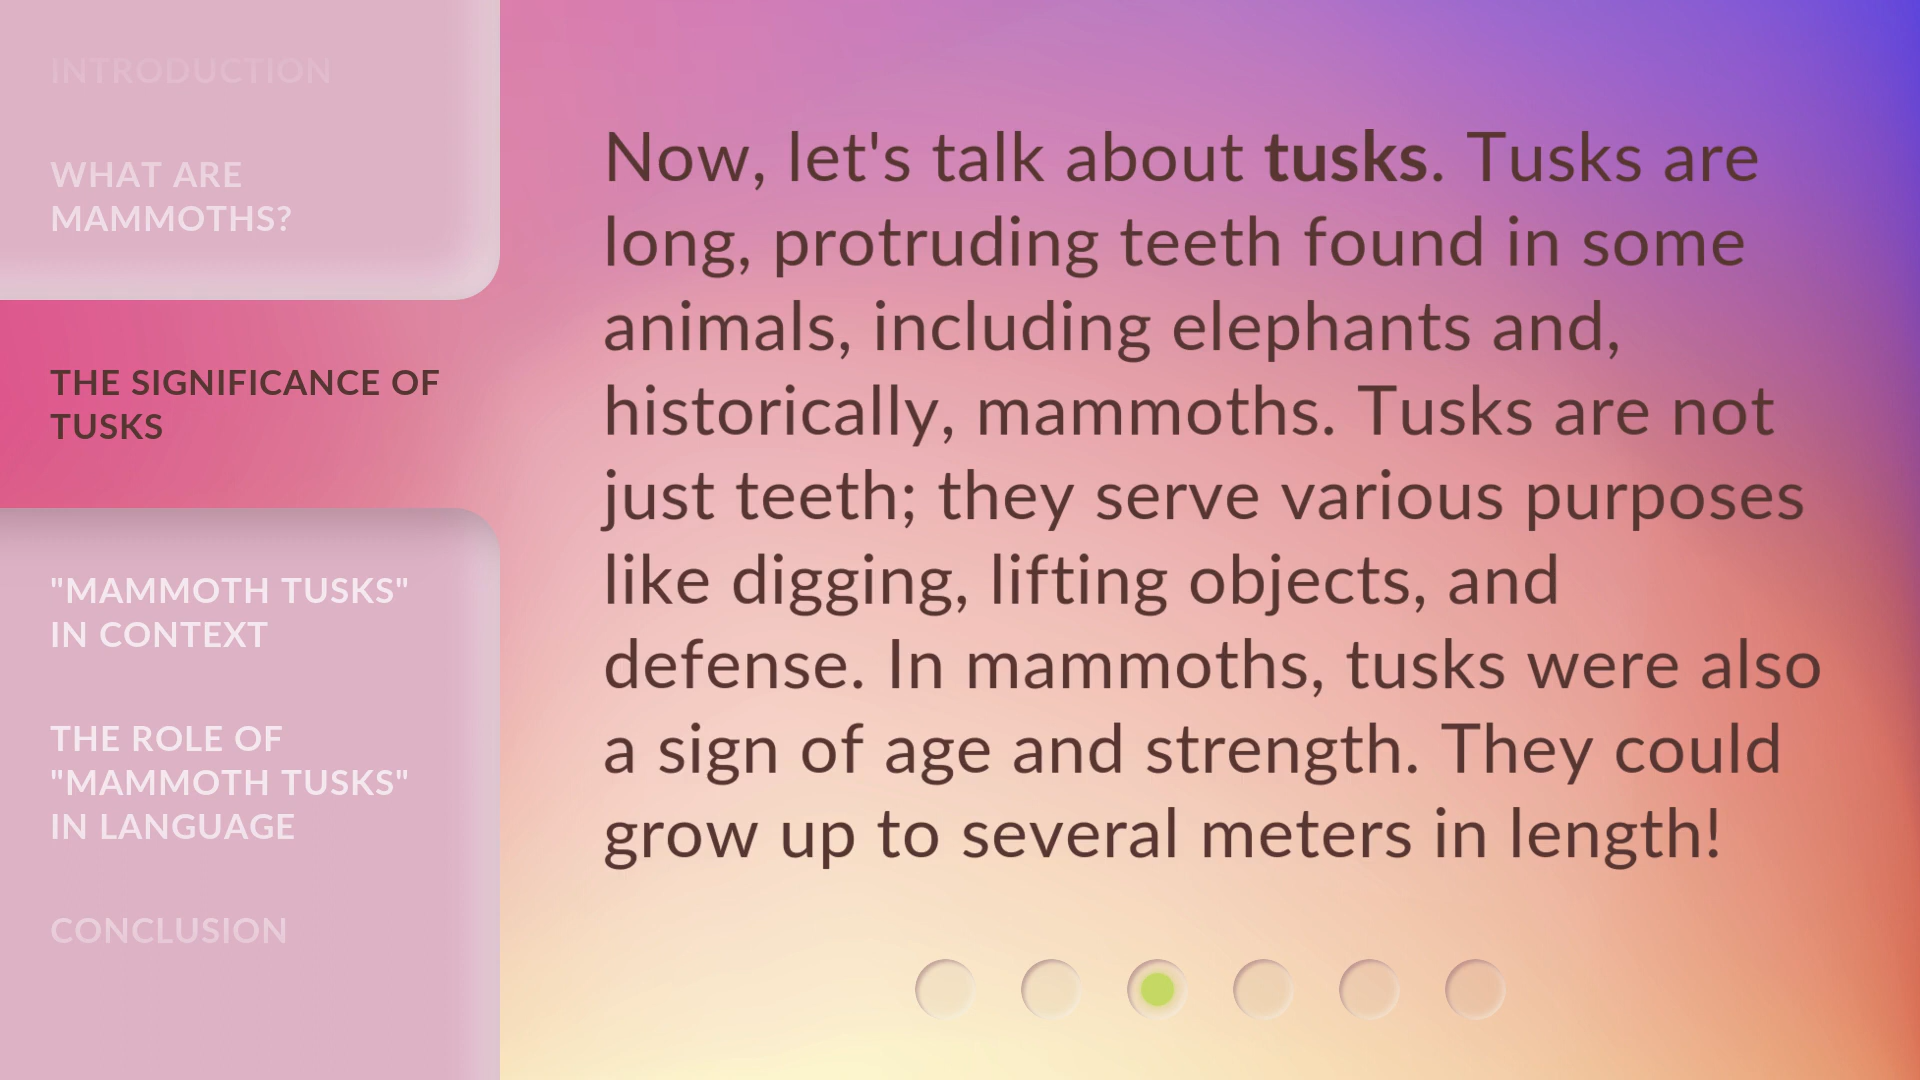 INTRODUCTION
WHAT ARE
MAMMOTHS?
THE SIGNIFICANCE OF
TUSKS
"MAMMOTH TUSKS"
IN CONTEXT
THE ROLE OF
"MAMMOTH TUSKS"
IN LANGUAGE
CONCLUSION
Now, let's talk about tusks. Tusks are
long, protruding teeth found in some
animals, including elephants and,
historically, mammoths. Tusks are not
just teeth; they serve various purposes
like digging, lifting objects, and
defense. In mammoths, tusks were also
a sign of age and strength. They could
grow up to several meters in length!